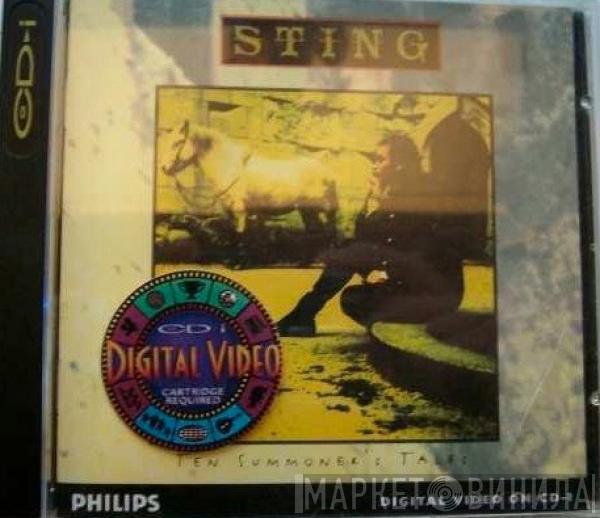 STING
CD-i
CD-i
DIGITAL VIDEO
CARTRIDGE
REQUIRED
TEN SUMMONER'S TALES
PHILIPS
DIGITAL VIDEO ON CD-i
МАРКЕТ ВИНИЛА